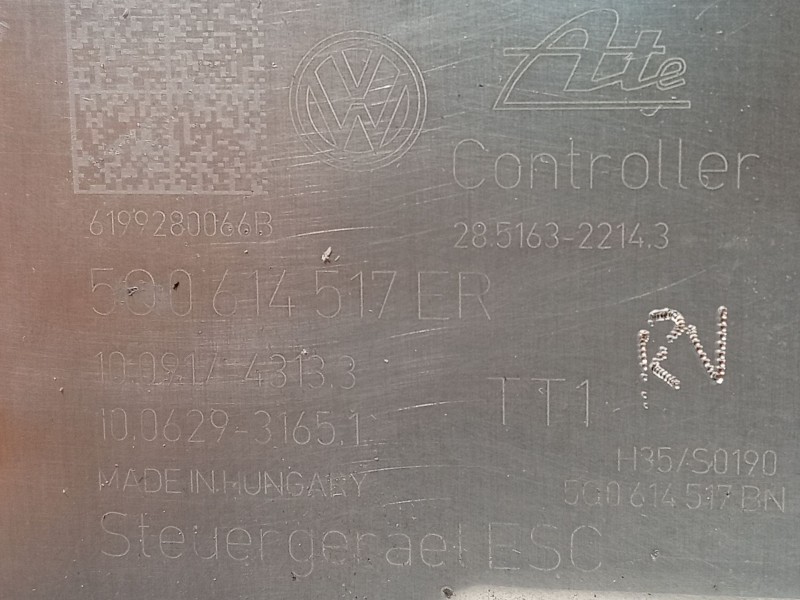 Ate
Controller
6199280066B
28.5163-2214.3
5Q0 614 517 ER
10.0917-4313.3
RN
10.0629-3165.1
TT1
H35/S0190
MADE IN HUNGARY
5Q0 614 517 BN
Steuergeraet ESC